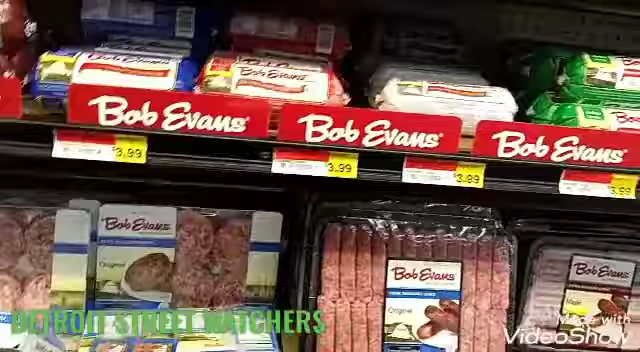 Bob Evans
Bob Evans
Bob Evans
Bob Evans
Bob Evans
$3.99
3.99
$3.99
3.99
Bob Evans
Original
Bob Evans
Original
Bob Evans
DETROIT STREET WATCHERS
Made with
VideoShow